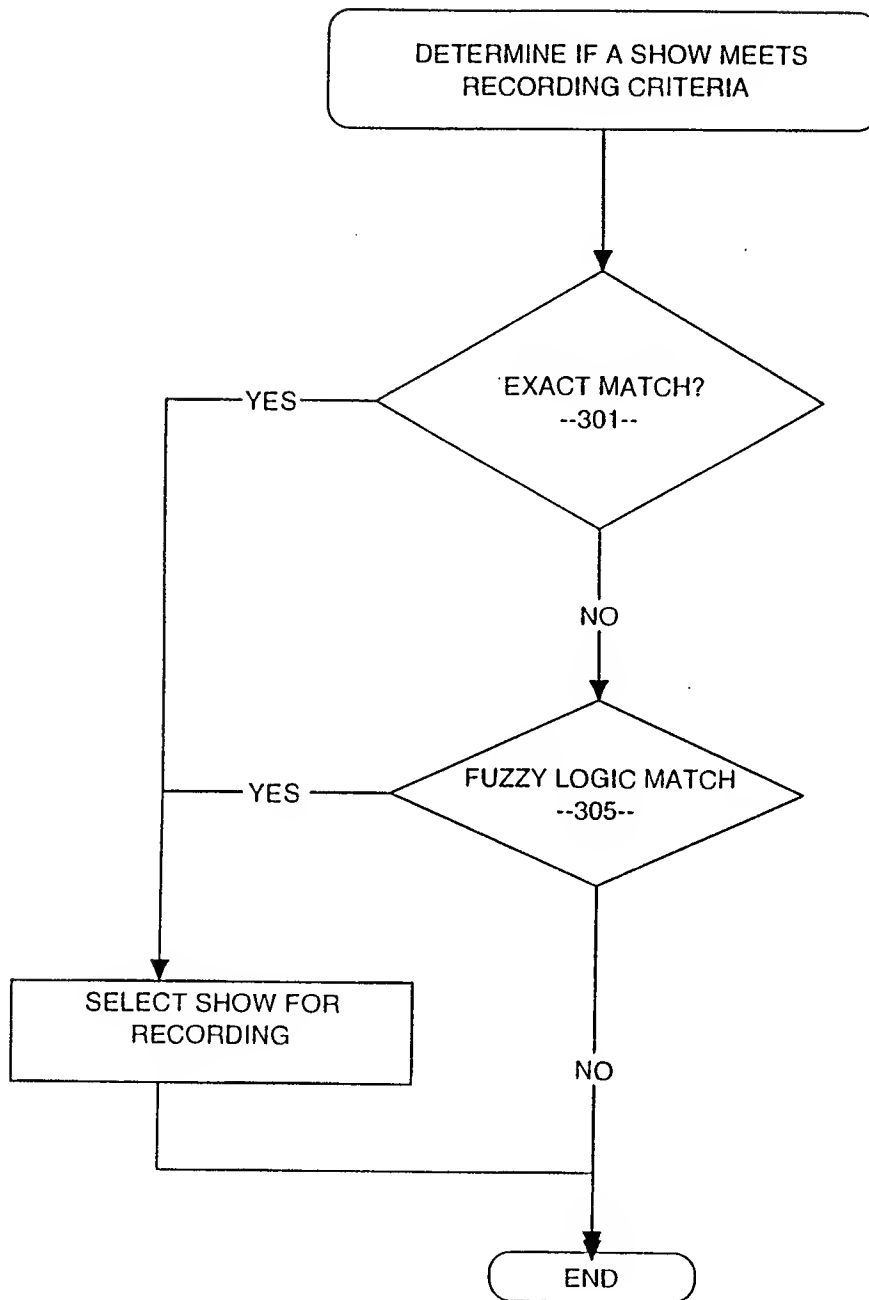 DETERMINE IF A SHOW MEETS
RECORDING CRITERIA
EXACT MATCH?
--301--
YES
NO
FUZZY LOGIC MATCH
--305--
YES
SELECT SHOW FOR
RECORDING
NO
END